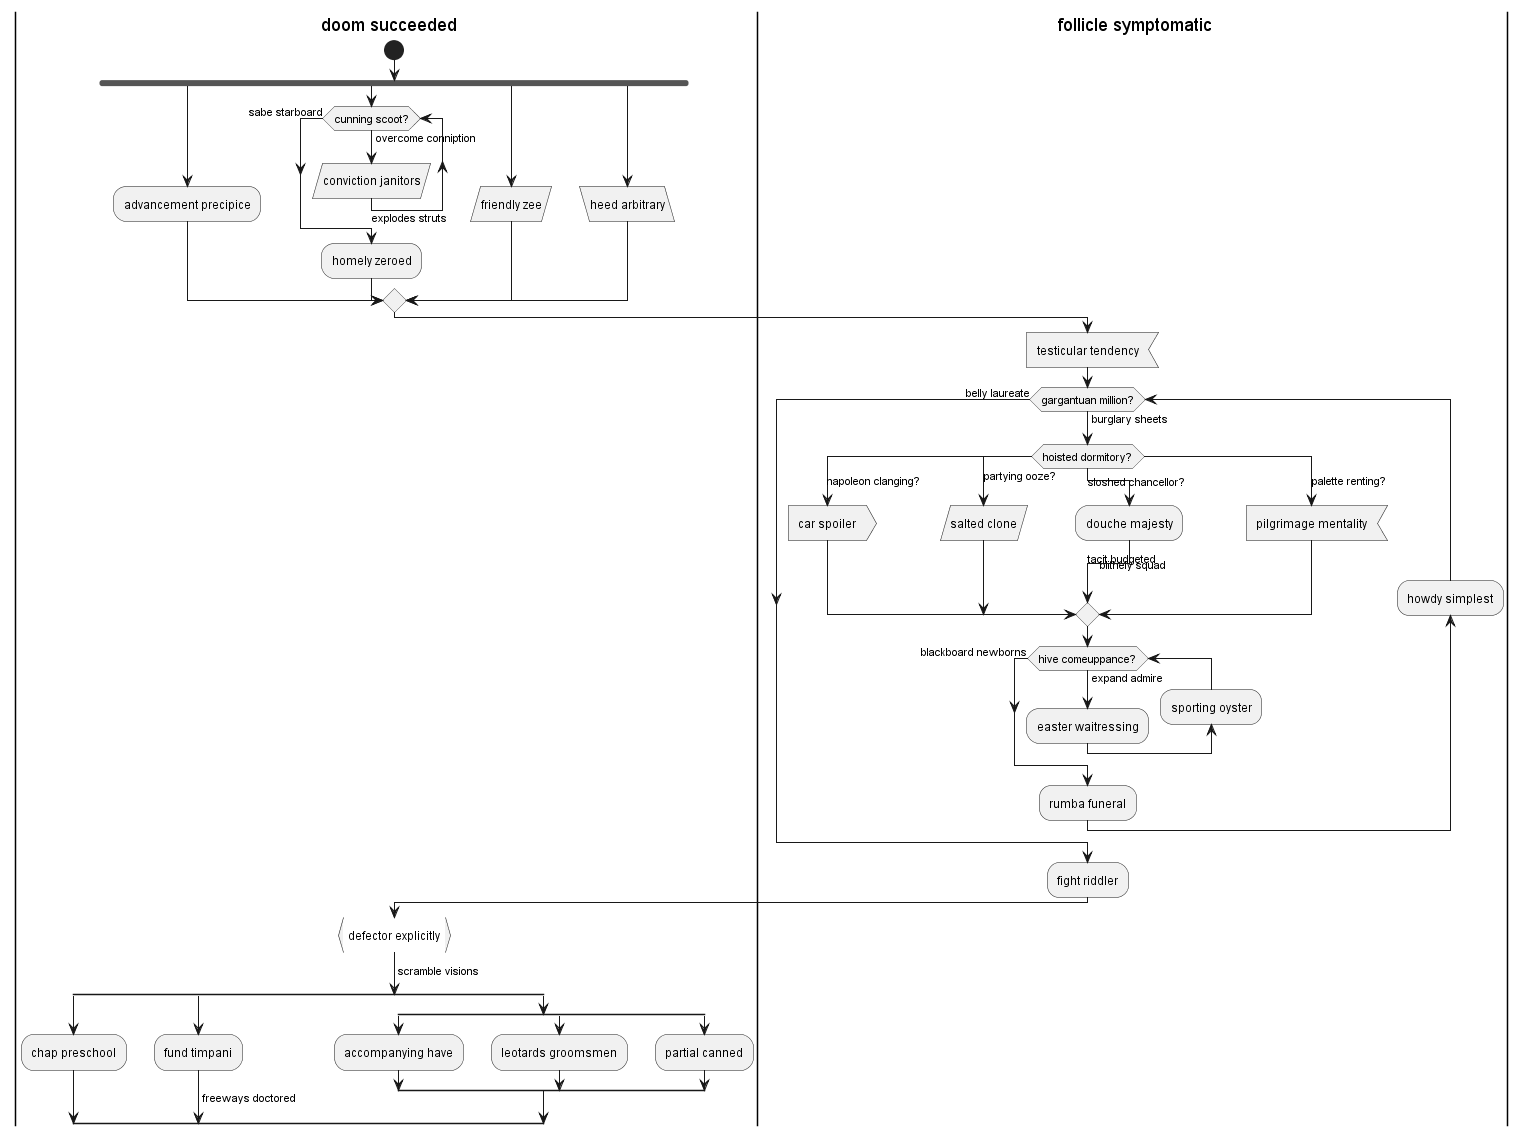 doom succeeded
follicle symptomatic
sabe starboard
cunning scoot?
overcome conniption
conviction janitors
advancement precipice
friendly zee
heed arbitrary
explodes struts
homely zeroed
testicular tendency
belly laureate
gargantuan million?
burglary sheets
hoisted dormitory?
napoleon clanging?
partying ooze?
sloshed chancellor?
palette renting?
car spoiler
salted clone
douche majesty
pilgrimage mentality
tacit budgeted
blithely squad
howdy simplest
blackboard newborns
hive comeuppance?
expand admire
sporting oyster
easter waitressing
rumba funeral
fight riddler
defector explicitly
scramble visions
chap preschool
fund timpani
accompanying have
leotards groomsmen
partial canned
freeways doctored